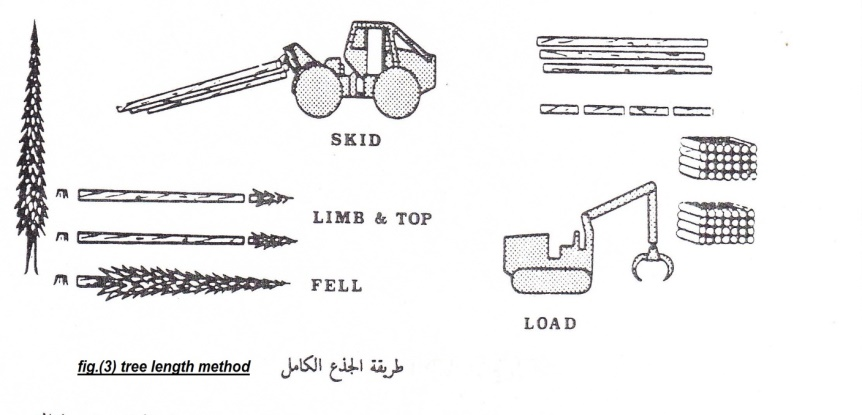 SKID
LIMB & TOP
FELL
LOAD
fig.(3) tree length method
طريقة الجذع الكامل